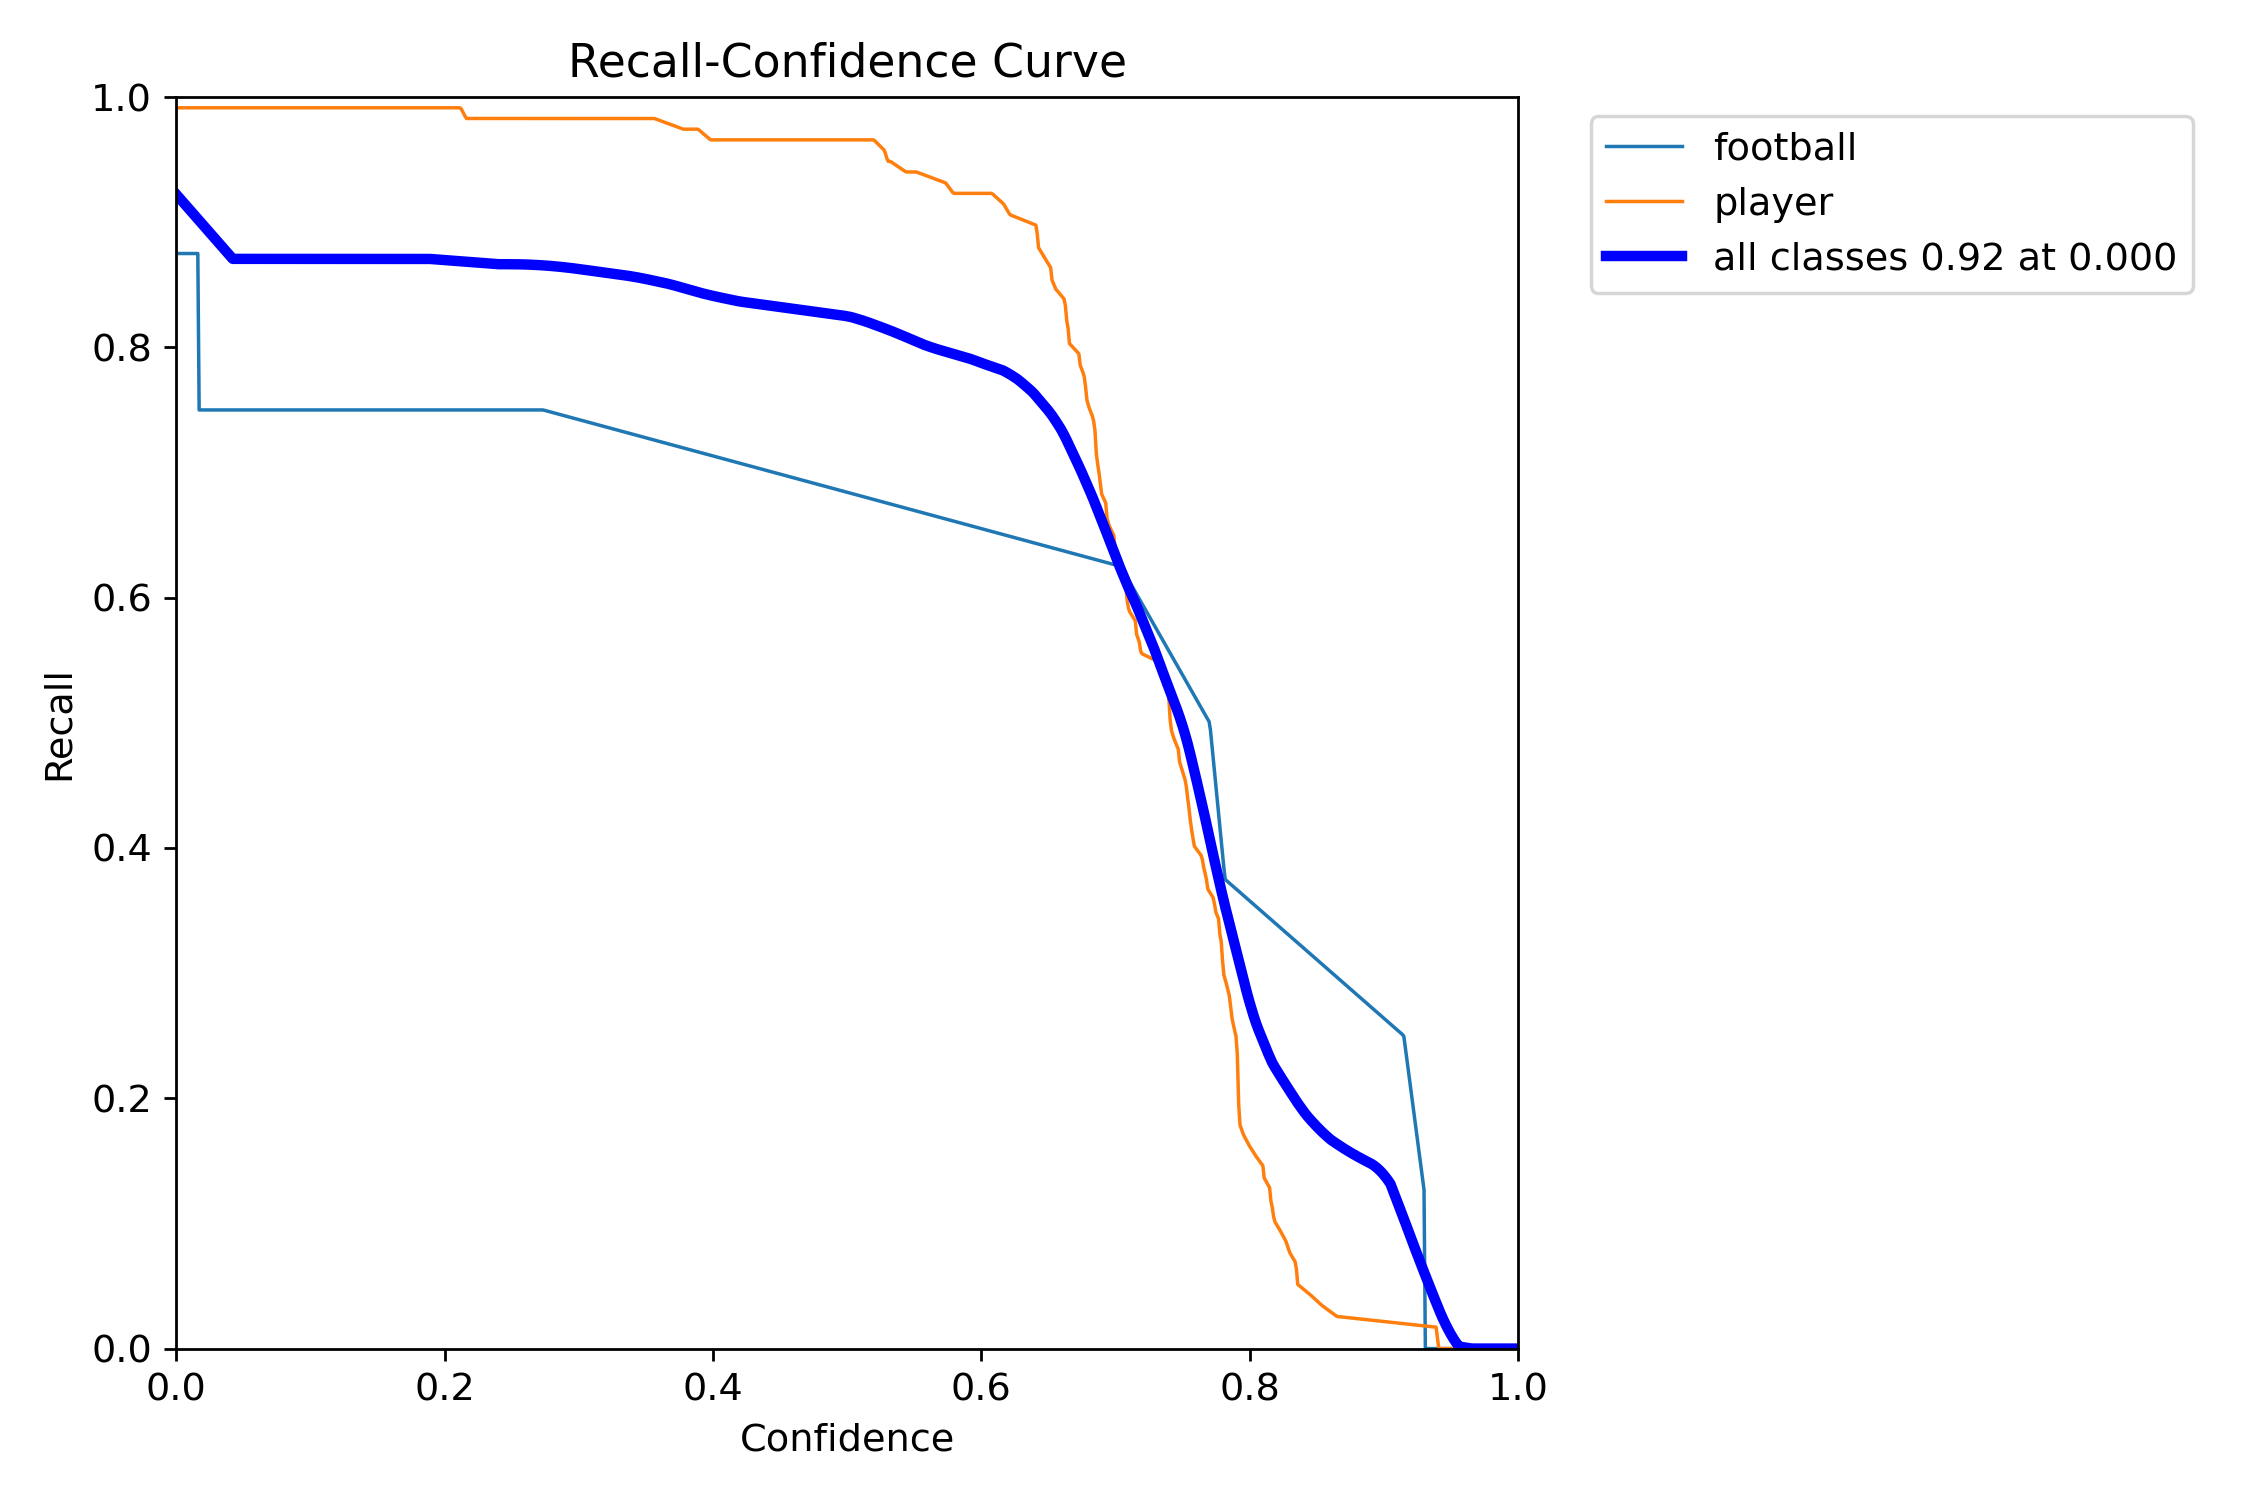 Recall-Confidence Curve
1.0
0.8
0.6
0.4
0.2
0.0
Recall
0.0 0.2 0.4 0.6 0.8 1.0
Confidence
football
player
all classes 0.92 at 0.000